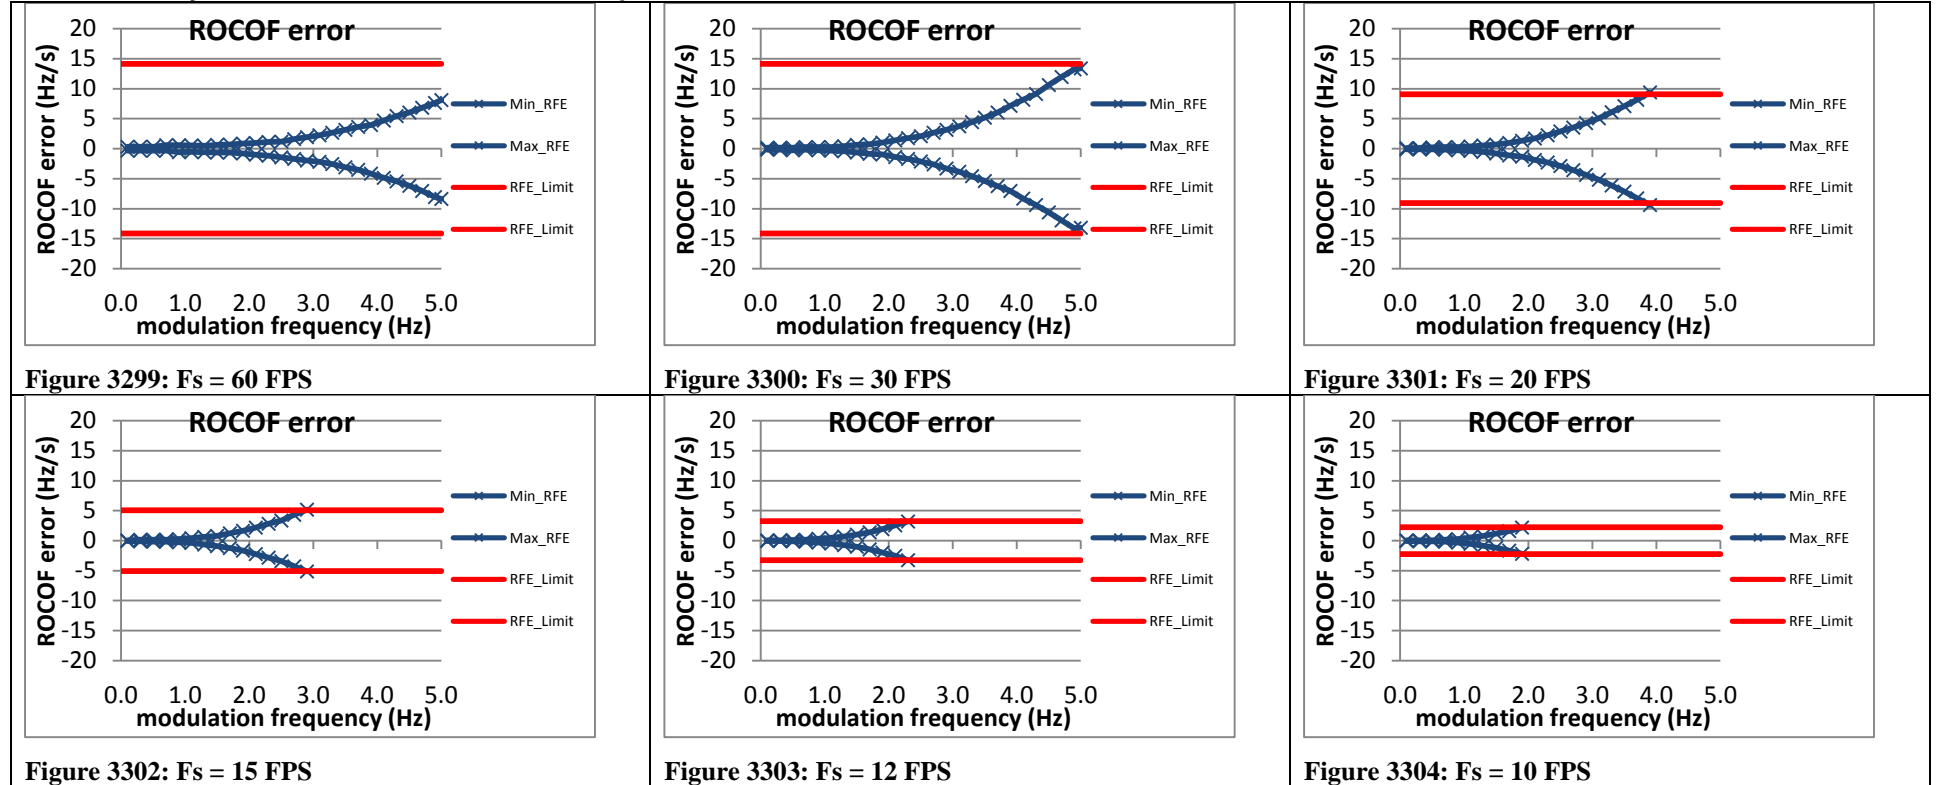 ROCOF error
ROCOF error (Hz/s)
20
15
10
5
0
-5
-10
-15
-20
0.0 1.0 2.0 3.0 4.0 5.0
modulation frequency (Hz)
Min_RFE
Max_RFE
RFE_Limit
RFE_Limit
Figure 3299: Fs = 60 FPS
ROCOF error
ROCOF error (Hz/s)
20
15
10
5
0
-5
-10
-15
-20
0.0 1.0 2.0 3.0 4.0 5.0
modulation frequency (Hz)
Min_RFE
Max_RFE
RFE_Limit
RFE_Limit
Figure 3300: Fs = 30 FPS
ROCOF error
ROCOF error (Hz/s)
20
15
10
5
0
-5
-10
-15
-20
0.0 1.0 2.0 3.0 4.0 5.0
modulation frequency (Hz)
Min_RFE
Max_RFE
RFE_Limit
RFE_Limit
Figure 3301: Fs = 20 FPS
ROCOF error
ROCOF error (Hz/s)
20
15
10
5
0
-5
-10
-15
-20
0.0 1.0 2.0 3.0 4.0 5.0
modulation frequency (Hz)
Min_RFE
Max_RFE
RFE_Limit
RFE_Limit
Figure 3302: Fs = 15 FPS
ROCOF error
ROCOF error (Hz/s)
20
15
10
5
0
-5
-10
-15
-20
0.0 1.0 2.0 3.0 4.0 5.0
modulation frequency (Hz)
Min_RFE
Max_RFE
RFE_Limit
RFE_Limit
Figure 3303: Fs = 12 FPS
ROCOF error
ROCOF error (Hz/s)
20
15
10
5
0
-5
-10
-15
-20
0.0 1.0 2.0 3.0 4.0 5.0
modulation frequency (Hz)
Min_RFE
Max_RFE
RFE_Limit
RFE_Limit
Figure 3304: Fs = 10 FPS